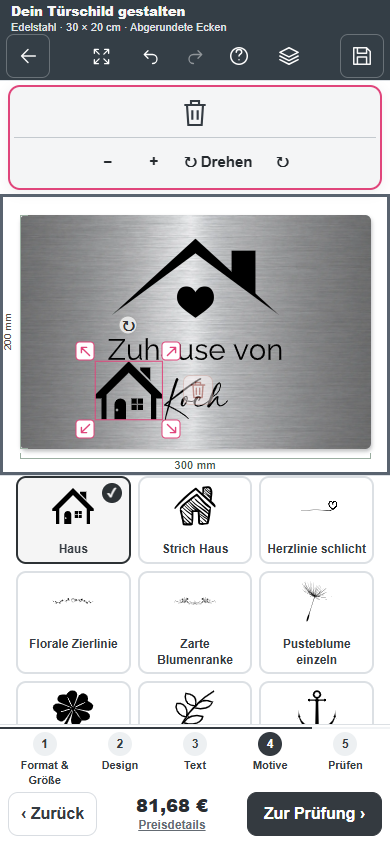 Dein Türschild gestalten
Edelstahl · 30 × 20 cm · Abgerundete Ecken
− + ↻ Drehen ↻
Zuhause von
Koch
200 mm
300 mm
Haus
Strich Haus
Herzlinie schlicht
Florale Zierlinie
Zarte
Blumenranke
Pusteblume
einzeln
1
Format &
Größe
2
Design
3
Text
4
Motive
5
Prüfen
‹ Zurück
81,68 €
Preisdetails
Zur Prüfung ›